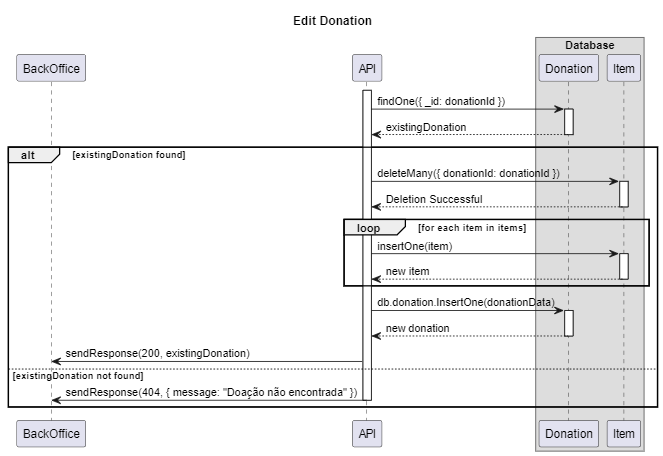 Edit Donation
Database
BackOffice
API
Donation
Item
findOne({ _id: donationId })
existingDonation
alt
[existingDonation found]
deleteMany({ donationId: donationId })
Deletion Successful
loop
[for each item in items]
insertOne(item)
new item
db.donation.InsertOne(donationData)
new donation
sendResponse(200, existingDonation)
[existingDonation not found]
sendResponse(404, { message: "Doação não encontrada" })
BackOffice
API
Donation
Item